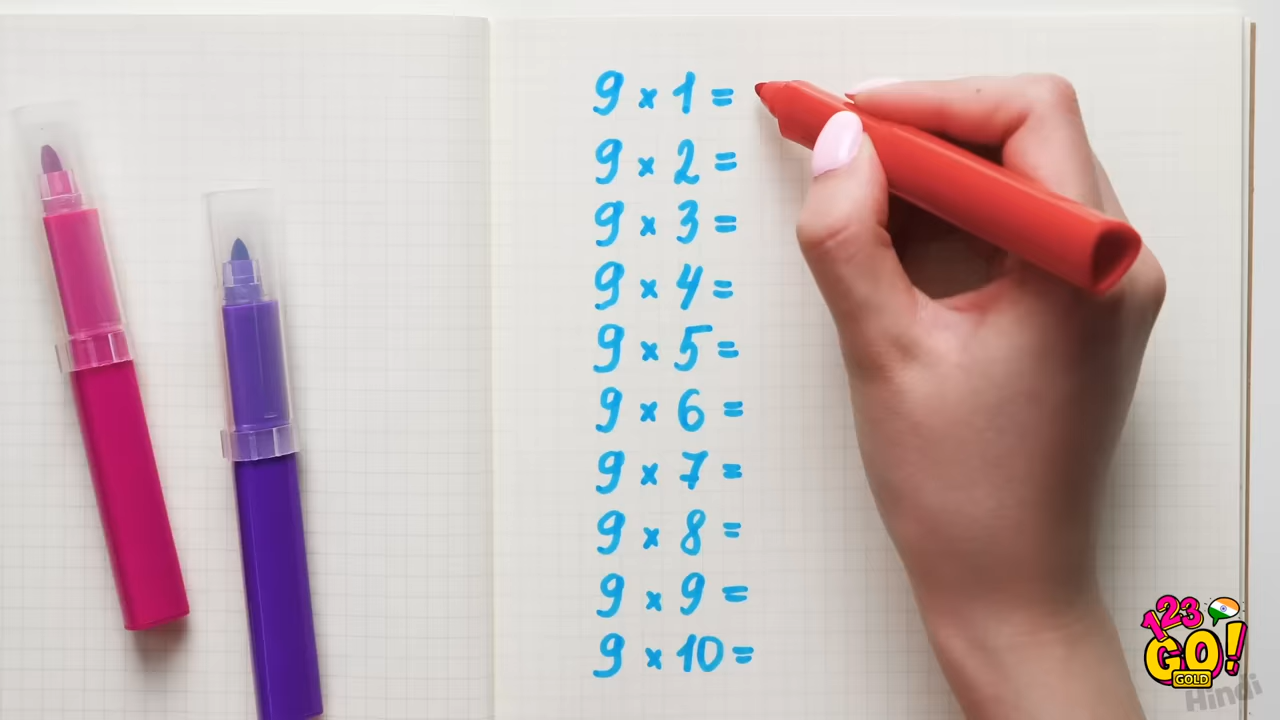 9 × 1 =
9 × 2 =
9 × 3 =
9 × 4 =
9 × 5 =
9 × 6 =
9 × 7 =
9 × 8 =
9 × 9 =
9 × 10 =
123
GO!
GOLD
Hindi